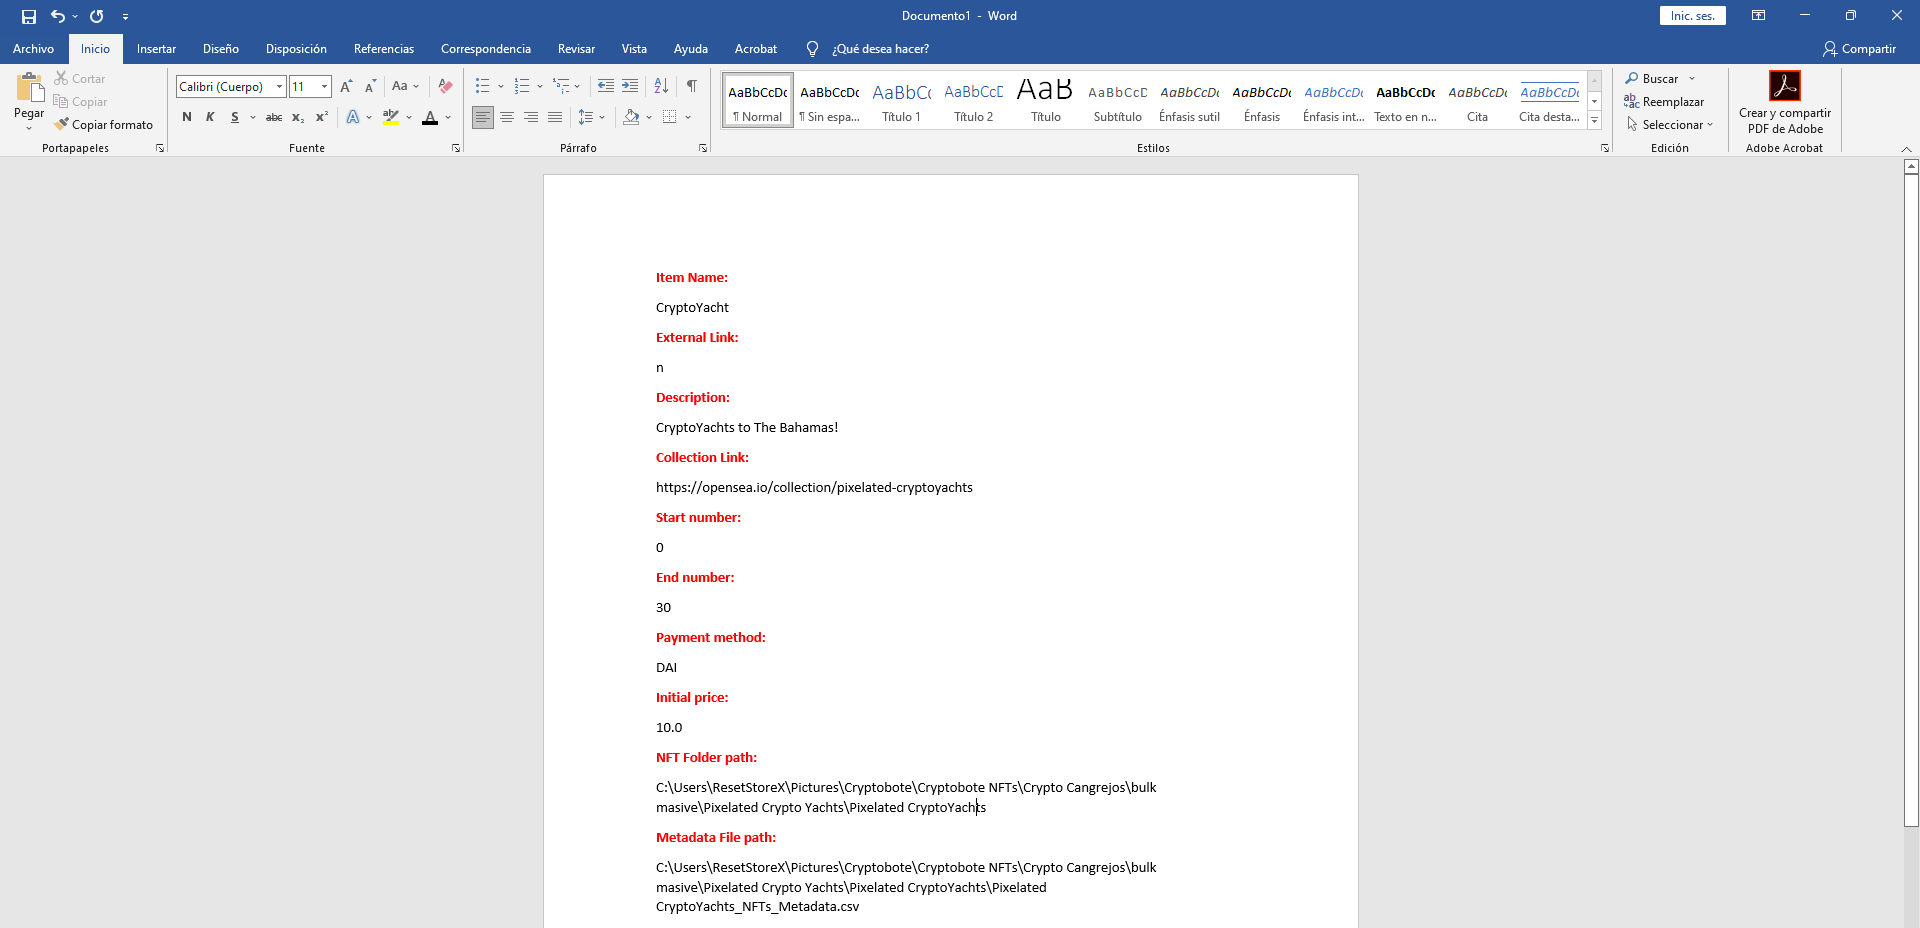 Documento1 - Word
Inic. ses.
Archivo Inicio Insertar Diseño Disposición Referencias Correspondencia Revisar Vista Ayuda Acrobat ¿Qué desea hacer? Compartir
Pegar
Cortar
Copiar
Copiar formato
Portapapeles
Calibri (Cuerpo) 11
Aa
N K S abc x₂ x²
A ab A
Fuente
Párrafo
AaBbCcDc AaBbCcDc AaBbC( AaBbCcD AaB AaBbCcD AaBbCcDc AaBbCcDc AaBbCcDc AaBbCcDc AaBbCcDc AaBbCcDc
¶ Normal ¶ Sin espa... Título 1 Título 2 Título Subtítulo Énfasis sutil Énfasis Énfasis int... Texto en n... Cita Cita desta...
Estilos
Buscar
Reemplazar
Seleccionar
Edición
Crear y compartir
PDF de Adobe
Adobe Acrobat
Item Name:
CryptoYacht
External Link:
n
Description:
CryptoYachts to The Bahamas!
Collection Link:
https://opensea.io/collection/pixelated-cryptoyachts
Start number:
0
End number:
30
Payment method:
DAI
Initial price:
10.0
NFT Folder path:
C:\Users\ResetStoreX\Pictures\Cryptobote\Cryptobote NFTs\Crypto Cangrejos\bulk
masive\Pixelated Crypto Yachts\Pixelated CryptoYachts
Metadata File path:
C:\Users\ResetStoreX\Pictures\Cryptobote\Cryptobote NFTs\Crypto Cangrejos\bulk
masive\Pixelated Crypto Yachts\Pixelated CryptoYachts\Pixelated
CryptoYachts_NFTs_Metadata.csv